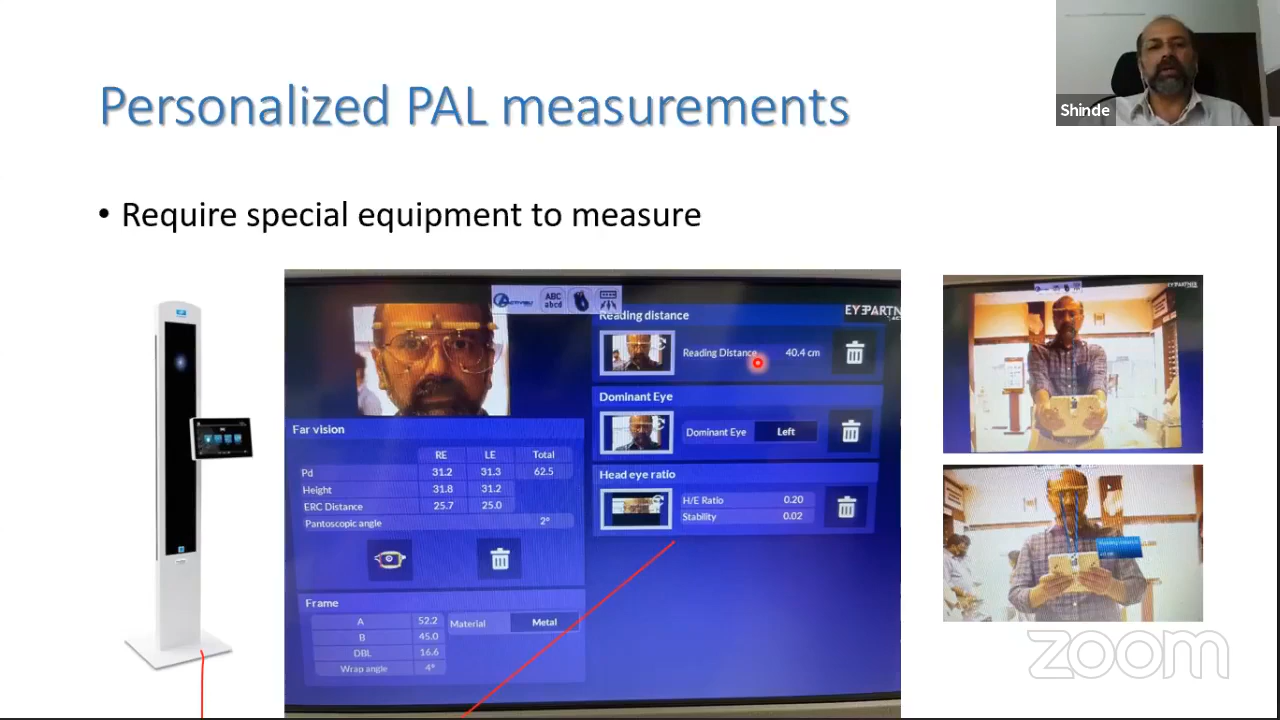 Personalized PAL measurements
Shinde
• Require special equipment to measure
ABC
abcd
Reading distance
Reading Distance 40.4 cm
Dominant Eye
Dominant Eye Left
Head eye ratio
H/E Ratio 0.20
Stability 0.02
Far vision
RE LE Total
Pd 31.2 31.3 62.5
Height 31.8 31.2
ERC Distance 25.7 25.0
Pantoscopic angle 2°
Frame
A 52.2
B 45.0
DBL 16.6
Wrap angle 4°
Material Metal
zoom